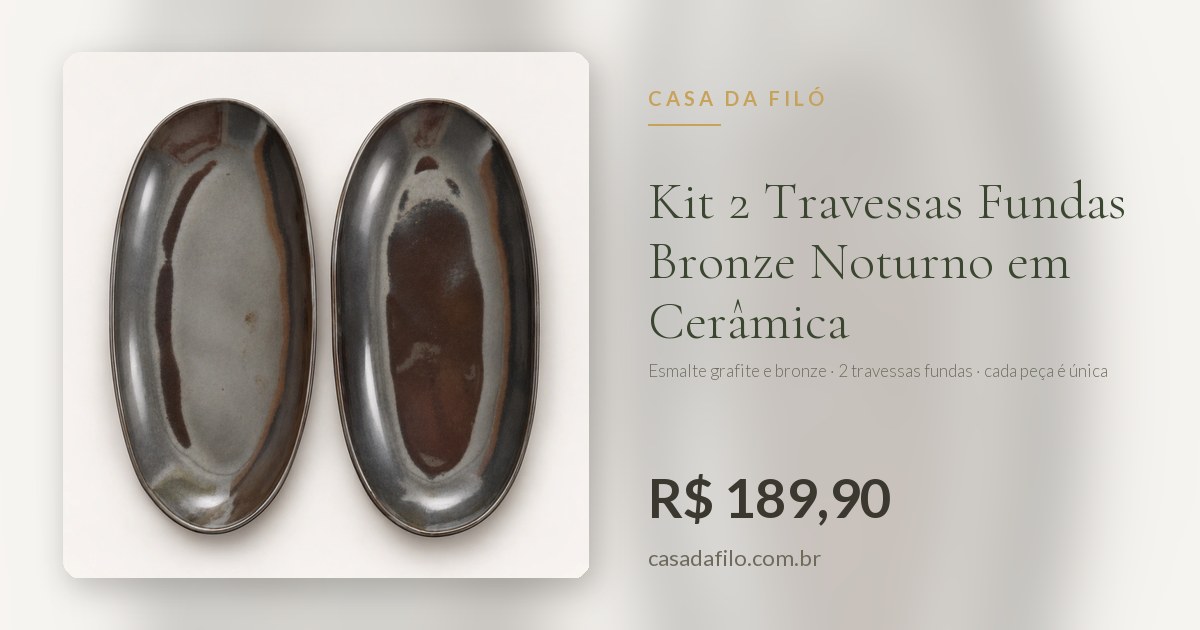 CASA DA FILÓ
Kit 2 Travessas Fundas
Bronze Noturno em
Cerâmica
Esmalte grafite e bronze · 2 travessas fundas · cada peça é única
R$ 189,90
casadafilo.com.br